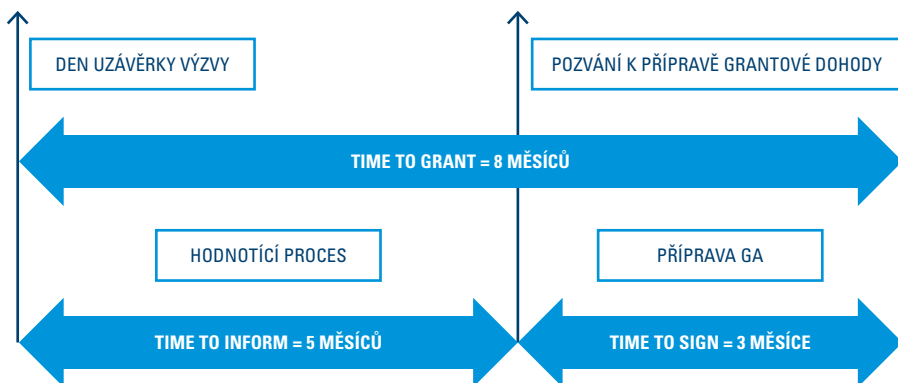 DEN UZÁVĚRKY VÝZVY
POZVÁNÍ K PŘÍPRAVĚ GRANTOVÉ DOHODY
TIME TO GRANT = 8 MĚSÍCŮ
HODNOTÍCÍ PROCES
PŘÍPRAVA GA
TIME TO INFORM = 5 MĚSÍCŮ
TIME TO SIGN = 3 MĚSÍCE